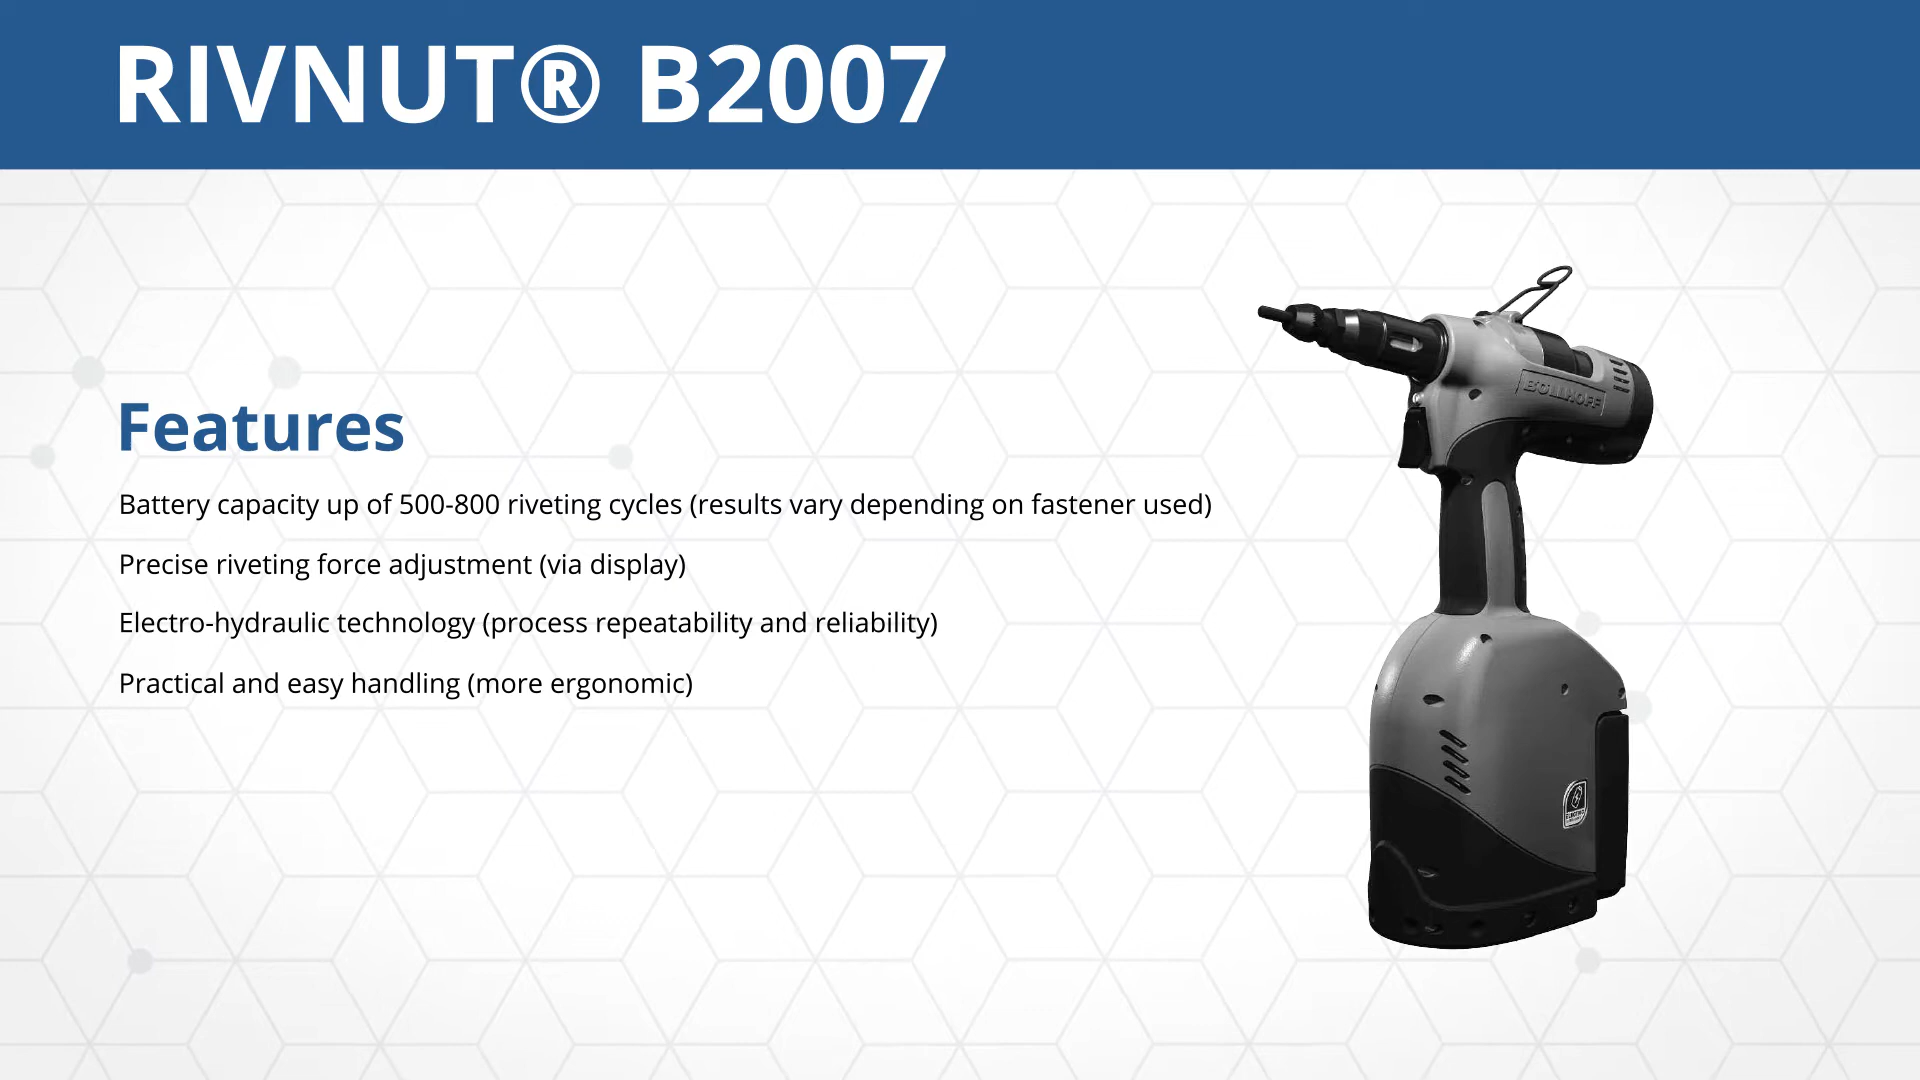 RIVNUT® B2007
Features
Battery capacity up of 500-800 riveting cycles (results vary depending on fastener used)
Precise riveting force adjustment (via display)
Electro-hydraulic technology (process repeatability and reliability)
Practical and easy handling (more ergonomic)
BÖLLHOFF